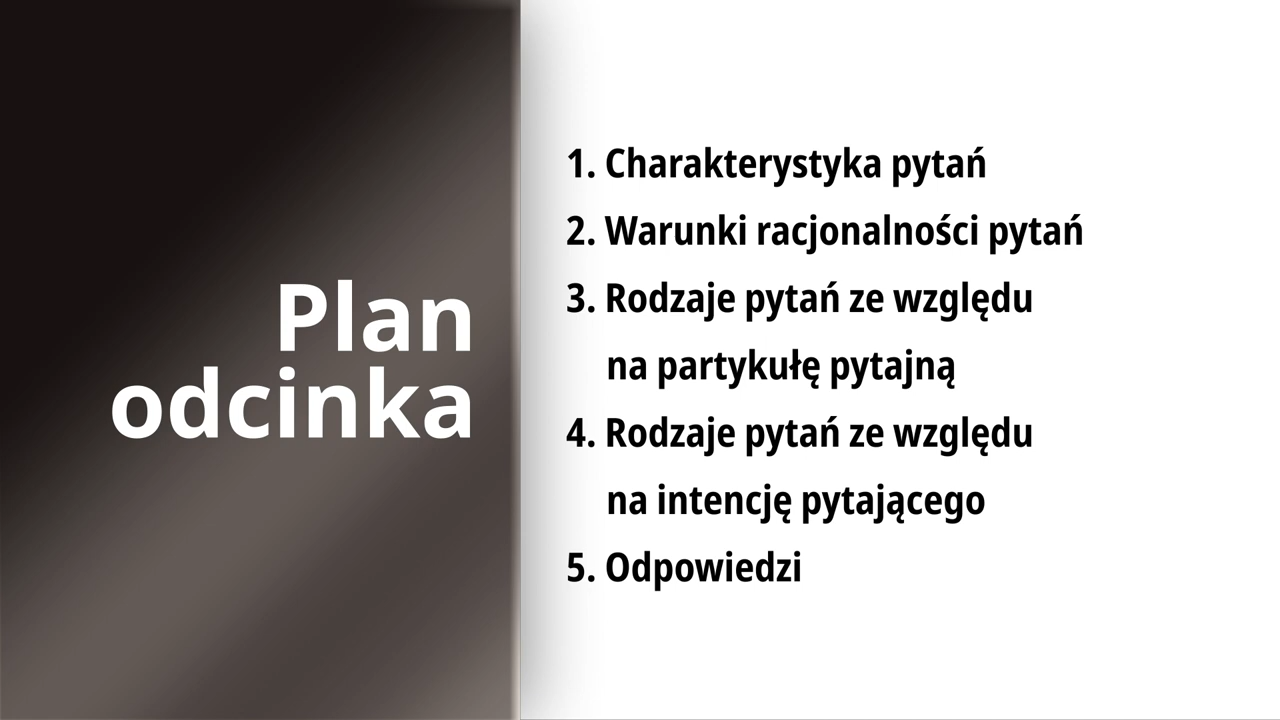 Plan
odcinka
1. Charakterystyka pytań
2. Warunki racjonalności pytań
3. Rodzaje pytań ze względu
na partykułę pytajną
4. Rodzaje pytań ze względu
na intencję pytającego
5. Odpowiedzi